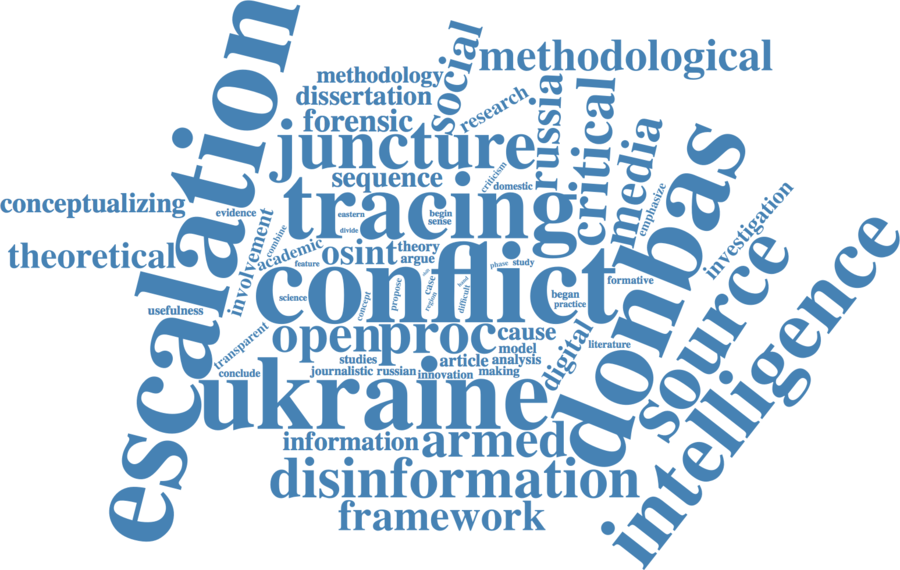 escalation
methodological
social
methodology
dissertation
research
forensic
russia
critical
juncture
media
donbas
sequence
criticism
domestic
emphasize
tracing
conceptualizing
evidence
eastern
begin
sense
divide
investigation
involvement
combine
academic
theoretical
osint
theory
argue
feature
phase
study
conflict
science
concept
propose
case
region
difficult
began
practice
formative
usefulness
transparent
open
proc
cause
source
intelligence
digital
literature
model
studies
article
analysis
conclude
journalistic
russian
innovation
making
ukraine
information
armed
disinformation
framework